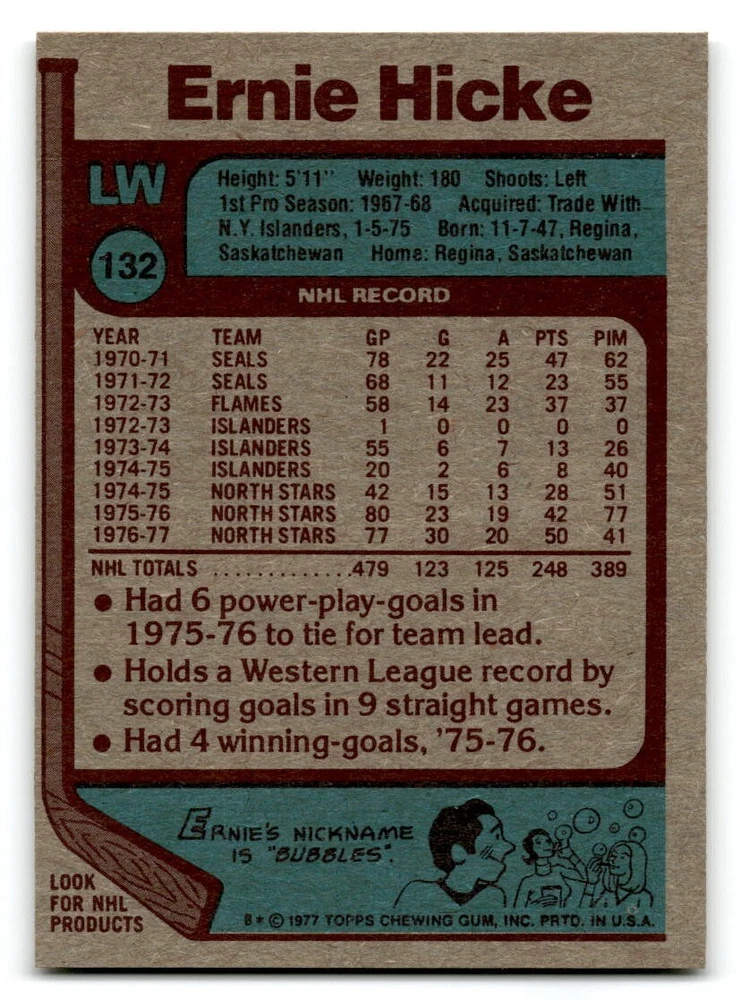 Ernie Hicke
LW
132
Height: 5'11" Weight: 180 Shoots: Left
1st Pro Season: 1967-68 Acquired: Trade With
N.Y. Islanders, 1-5-75 Born: 11-7-47, Regina,
Saskatchewan Home: Regina, Saskatchewan
NHL RECORD
YEAR TEAM GP G A PTS PIM
1970-71 SEALS 78 22 25 47 62
1971-72 SEALS 68 11 12 23 55
1972-73 FLAMES 58 14 23 37 37
1972-73 ISLANDERS 1 0 0 0 0
1973-74 ISLANDERS 55 6 7 13 26
1974-75 ISLANDERS 20 2 6 8 40
1974-75 NORTH STARS 42 15 13 28 51
1975-76 NORTH STARS 80 23 19 42 77
1976-77 NORTH STARS 77 30 20 50 41
NHL TOTALS .............479 123 125 248 389
● Had 6 power-play-goals in
1975-76 to tie for team lead.
● Holds a Western League record by
scoring goals in 9 straight games.
● Had 4 winning-goals, '75-76.
ERNIE'S NICKNAME
IS "BUBBLES".
LOOK
FOR NHL
PRODUCTS
B * © 1977 TOPPS CHEWING GUM, INC. PRTD. IN U.S.A.